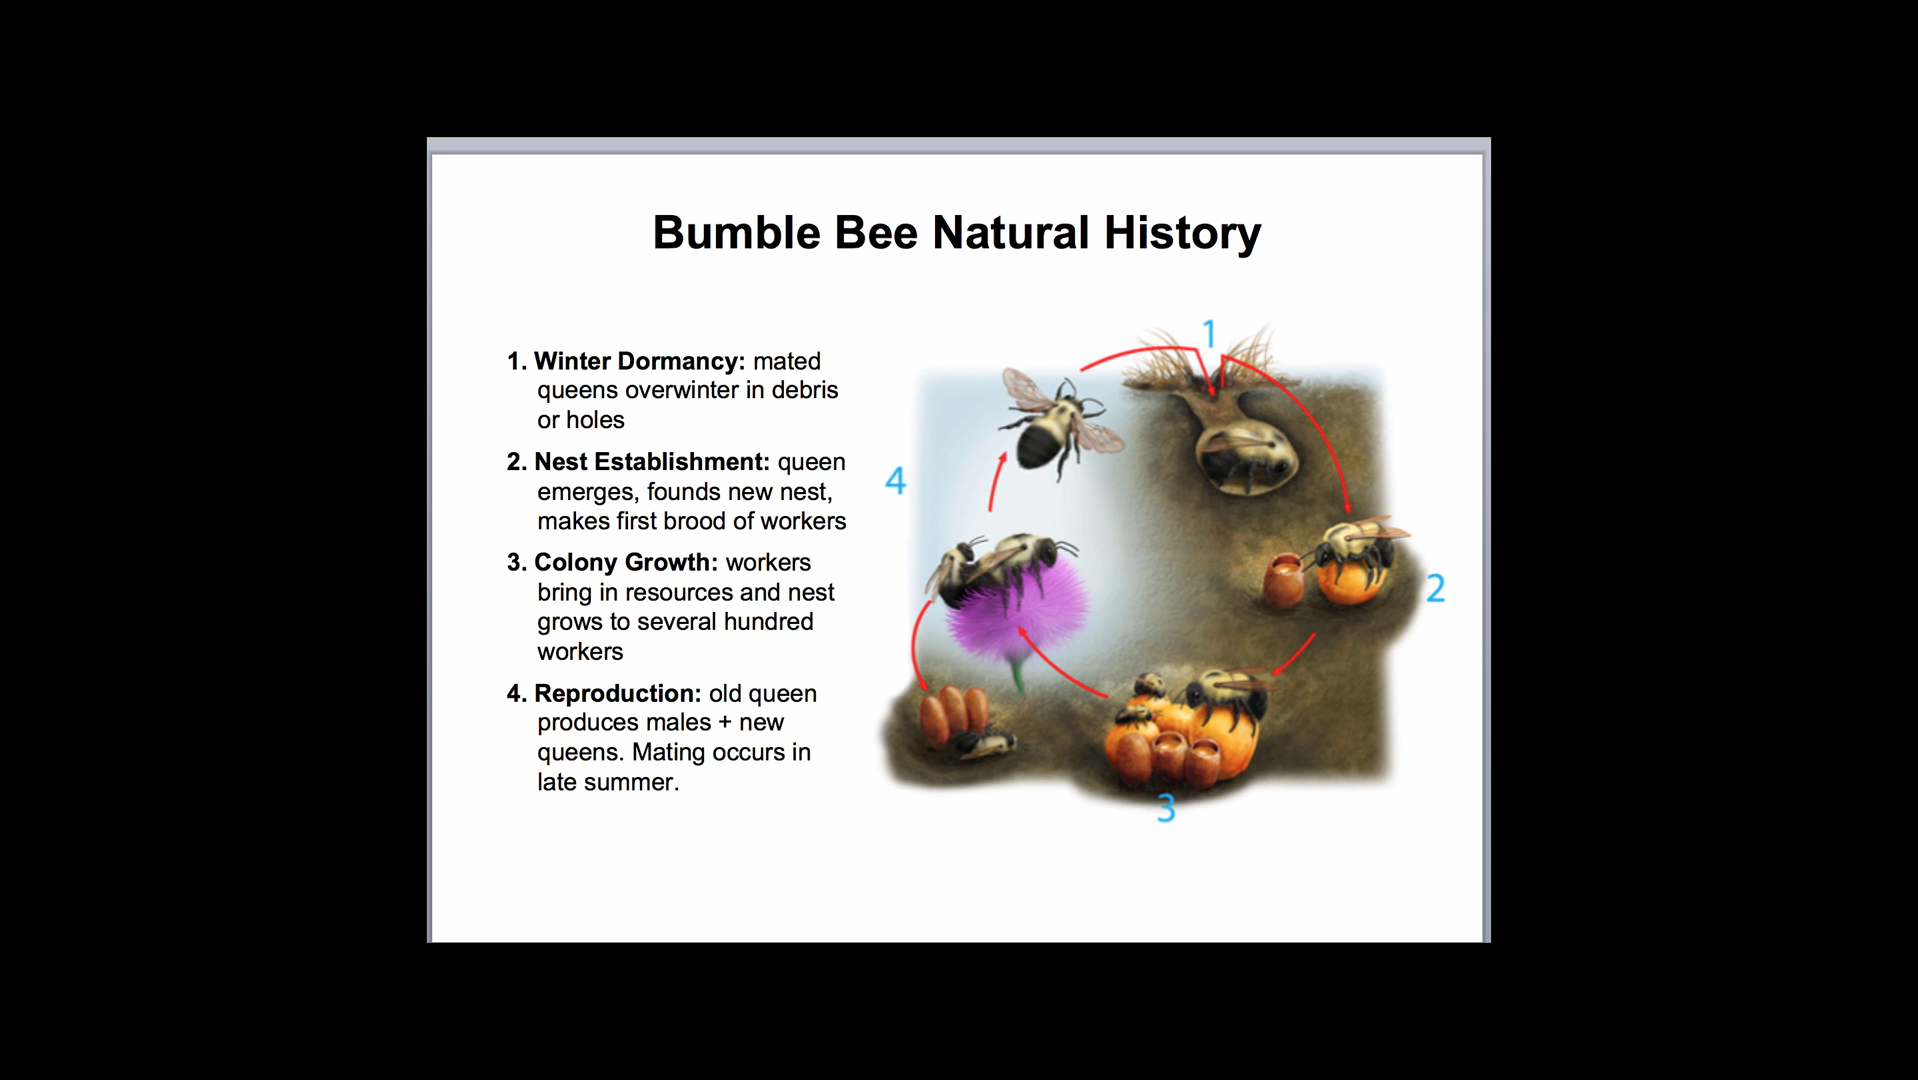 Bumble Bee Natural History
1. Winter Dormancy: mated
queens overwinter in debris
or holes
2. Nest Establishment: queen
emerges, founds new nest,
makes first brood of workers
3. Colony Growth: workers
bring in resources and nest
grows to several hundred
workers
4. Reproduction: old queen
produces males + new
queens. Mating occurs in
late summer.
1
4
2
3